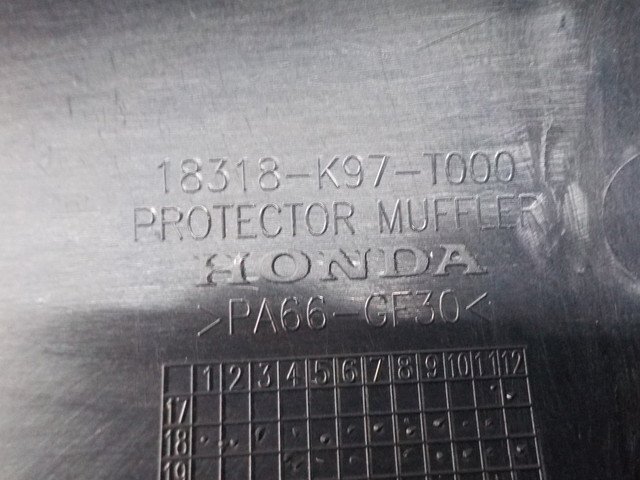 18318-K97-T000
PROTECTOR MUFFLER
HONDA
>PA66-GF30<
1 2 3 4 5 6 7 8 9 10 11 12
17
18
19